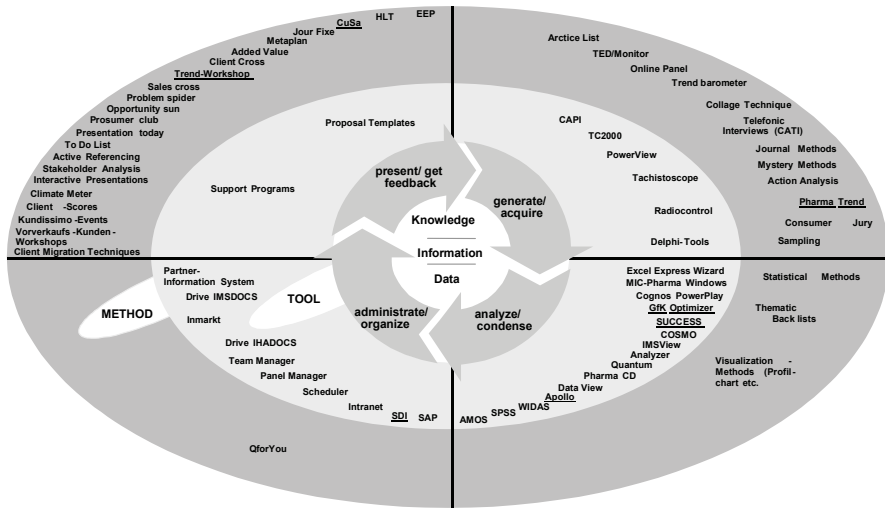 EEP
HLT
CuSa
Jour Fixe
Metaplan
Added Value
Client Cross
Trend-Workshop
Sales cross
Problem spider
Opportunity sun
Prosumer club
Presentation today
To Do List
Active Referencing
Stakeholder Analysis
Interactive Presentations
Climate Meter
Client -Scores
Kundissimo -Events
Vorverkaufs -Kunden -
Workshops
Client Migration Techniques
Proposal Templates
Support Programs
Arctice List
TED/Monitor
Online Panel
Trend barometer
Collage Technique
Telefonic
Interviews (CATI)
Journal Methods
Mystery Methods
Action Analysis
Pharma Trend
Consumer Jury
Sampling
CAPI
TC2000
PowerView
Tachistoscope
Radiocontrol
Delphi-Tools
present/ get
feedback
generate/
acquire
Knowledge
Information
Data
administrate/
organize
analyze/
condense
METHOD
TOOL
Partner-
Information System
Drive IMSDOCS
Inmarkt
Drive IHADOCS
Team Manager
Panel Manager
Scheduler
Intranet
SDI
SAP
QforYou
Excel Express Wizard
MIC-Pharma Windows
Cognos PowerPlay
GfK Optimizer
SUCCESS
COSMO
IMSView
Analyzer
Quantum
Pharma CD
Data View
Apollo
WIDAS
SPSS
AMOS
Statistical Methods
Thematic
Back lists
Visualization -
Methods (Profil-
chart etc.